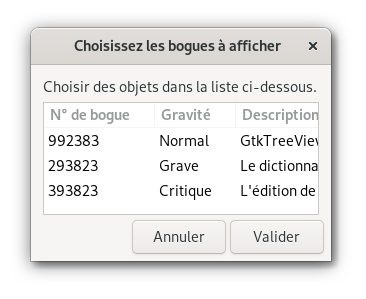 Choisissez les bogues à afficher ×
Choisir des objets dans la liste ci-dessous.
N° de bogue Gravité Description
992383 Normal GtkTreeView
293823 Grave Le dictionna
393823 Critique L'édition de
Annuler Valider